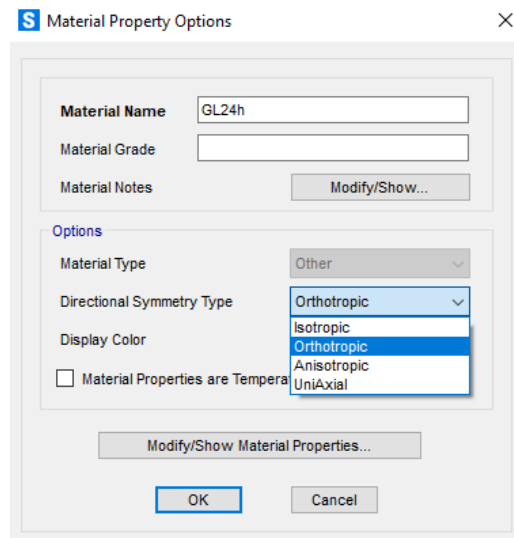 S Material Property Options
Material Name GL24h
Material Grade
Material Notes Modify/Show...
Options
Material Type Other
Directional Symmetry Type Orthotropic
Isotropic
Display Color
Orthotropic
Anisotropic
Material Properties are Tempera
UniAxial
Modify/Show Material Properties...
OK Cancel